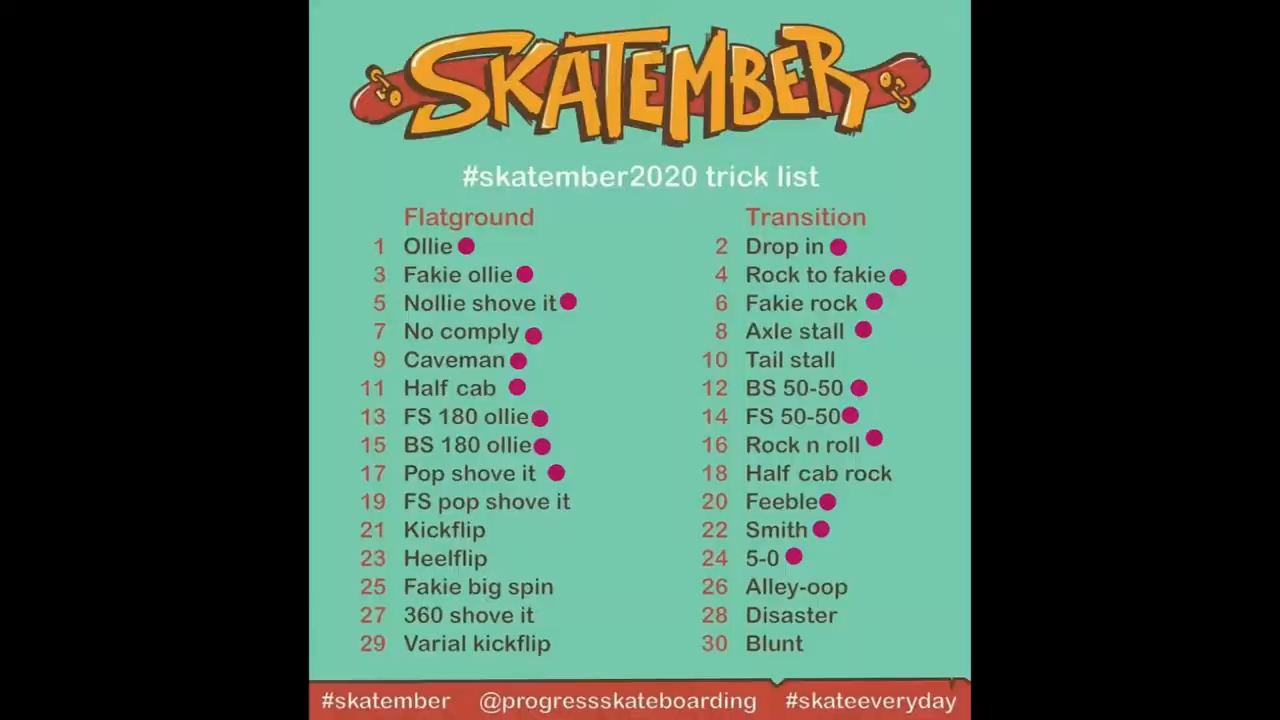 SKATEMBER
#skatember2020 trick list
Flatground
1 Ollie
3 Fakie ollie
5 Nollie shove it
7 No comply
9 Caveman
11 Half cab
13 FS 180 ollie
15 BS 180 ollie
17 Pop shove it
19 FS pop shove it
21 Kickflip
23 Heelflip
25 Fakie big spin
27 360 shove it
29 Varial kickflip
Transition
2 Drop in
4 Rock to fakie
6 Fakie rock
8 Axle stall
10 Tail stall
12 BS 50-50
14 FS 50-50
16 Rock n roll
18 Half cab rock
20 Feeble
22 Smith
24 5-0
26 Alley-oop
28 Disaster
30 Blunt
#skatember @progressskateboarding #skateeveryday